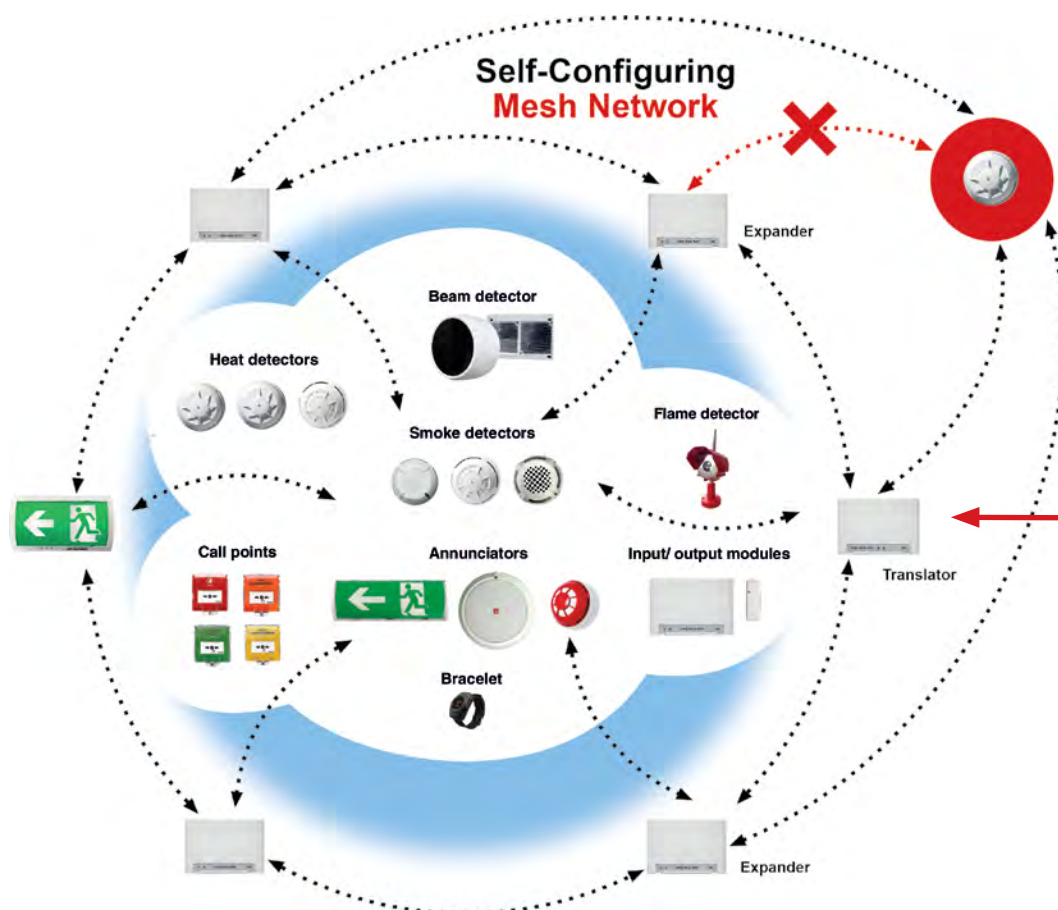 Self-Configuring
Mesh Network
Expander
Beam detector
Heat detectors
Flame detector
Smoke detectors
Call points
Annunciators
Input/ output modules
Translator
Bracelet
Expander